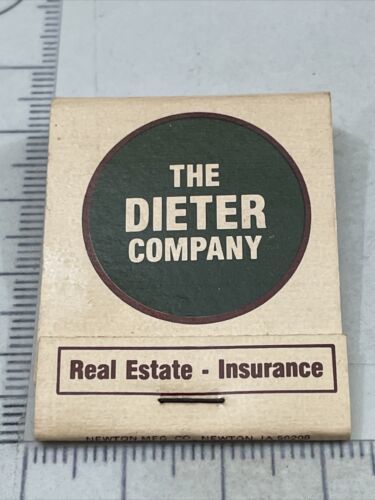 THE
DIETER
COMPANY
Real Estate - Insurance
NEWTON MFG. CO. NEWTON, IA 50208